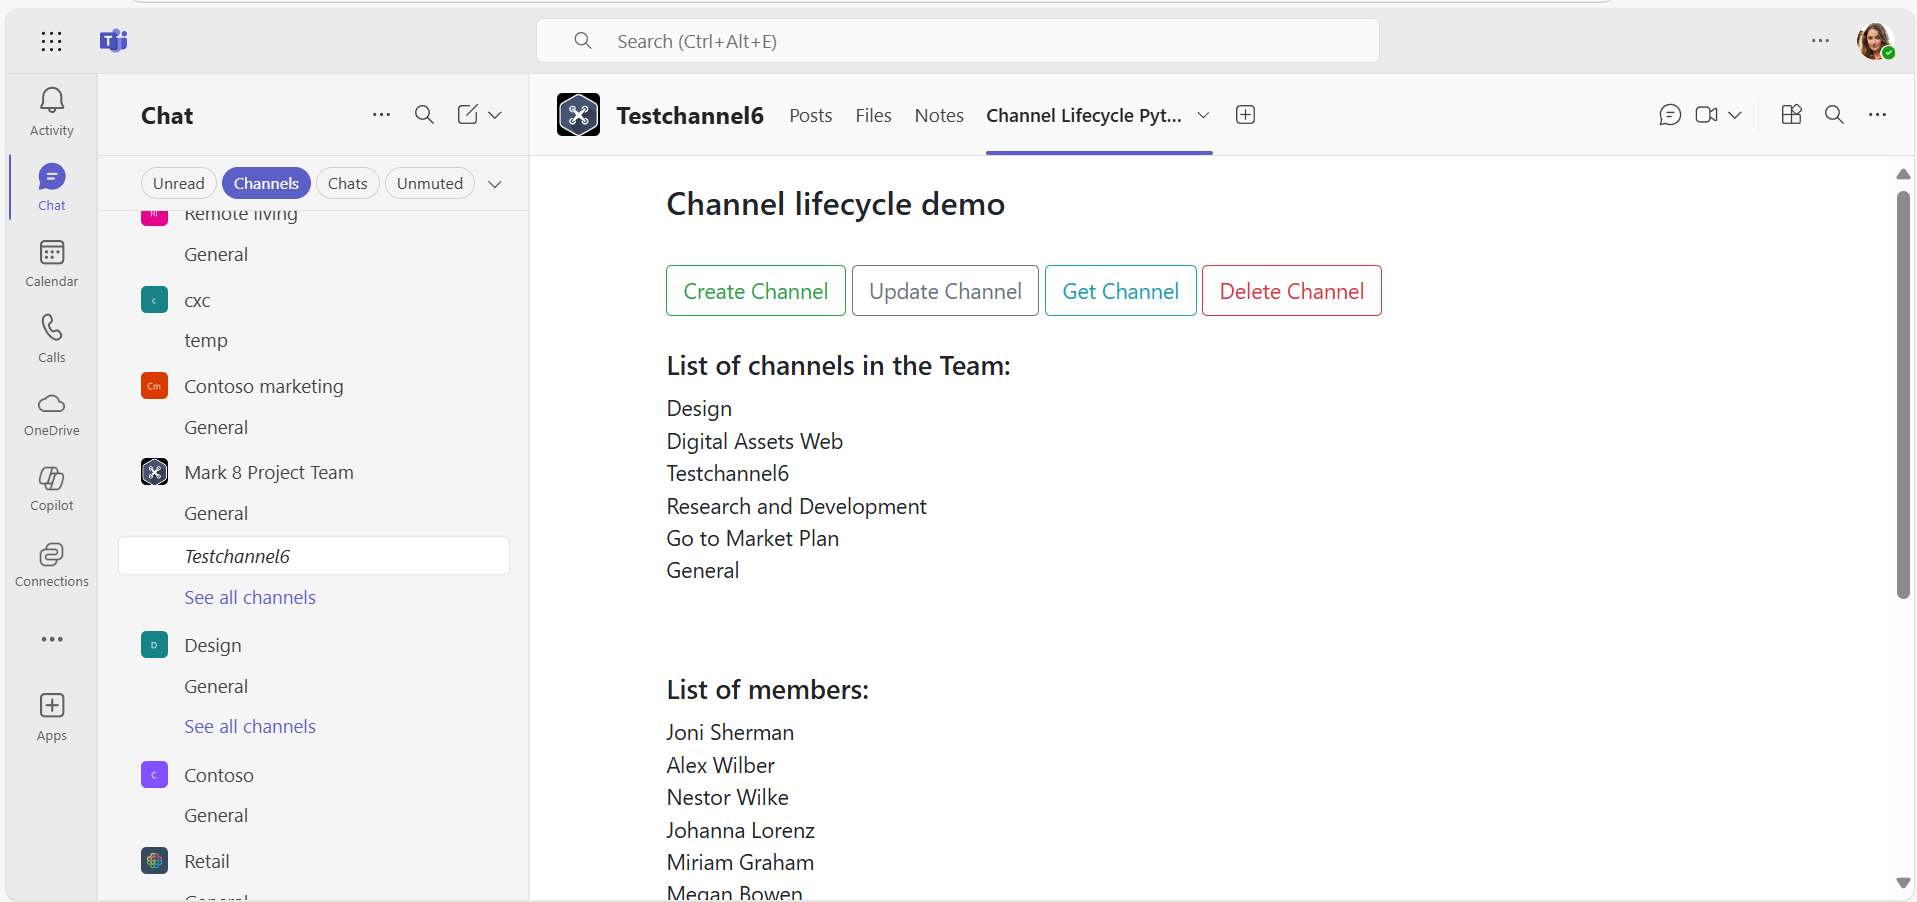 Search (Ctrl+Alt+E)
Activity
Chat
Calendar
Calls
OneDrive
Copilot
Connections
Apps
Chat
Unread
Channels
Chats
Unmuted
Rl
Remote living
General
c
cxc
temp
Cm
Contoso marketing
General
Mark 8 Project Team
General
Testchannel6
See all channels
D
Design
General
See all channels
C
Contoso
General
Retail
General
Testchannel6
Posts
Files
Notes
Channel Lifecycle Pyt...
Channel lifecycle demo
Create Channel
Update Channel
Get Channel
Delete Channel
List of channels in the Team:
Design
Digital Assets Web
Testchannel6
Research and Development
Go to Market Plan
General
List of members:
Joni Sherman
Alex Wilber
Nestor Wilke
Johanna Lorenz
Miriam Graham
Megan Bowen